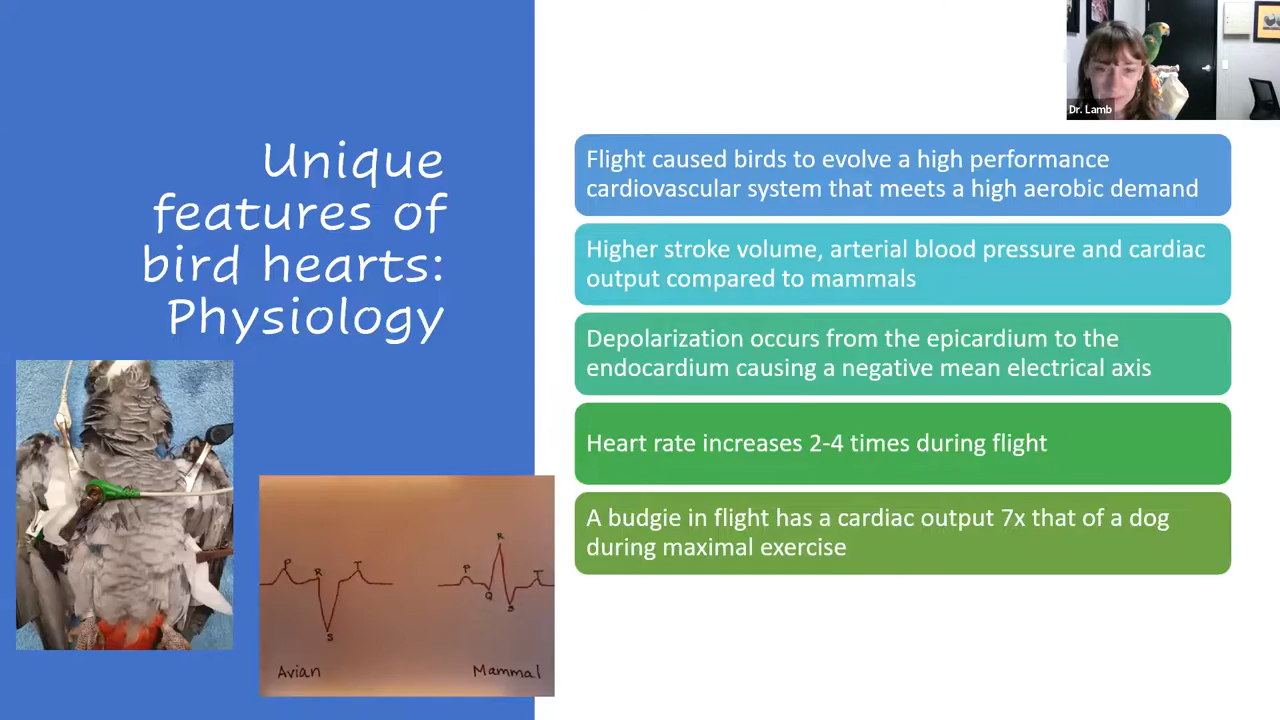 Unique
features of
bird hearts:
Physiology
Dr. Lamb
Flight caused birds to evolve a high performance
cardiovascular system that meets a high aerobic demand
Higher stroke volume, arterial blood pressure and cardiac
output compared to mammals
Depolarization occurs from the epicardium to the
endocardium causing a negative mean electrical axis
Heart rate increases 2-4 times during flight
A budgie in flight has a cardiac output 7x that of a dog
during maximal exercise
P R T
S
Avian
R
P T
Q S
Mammal